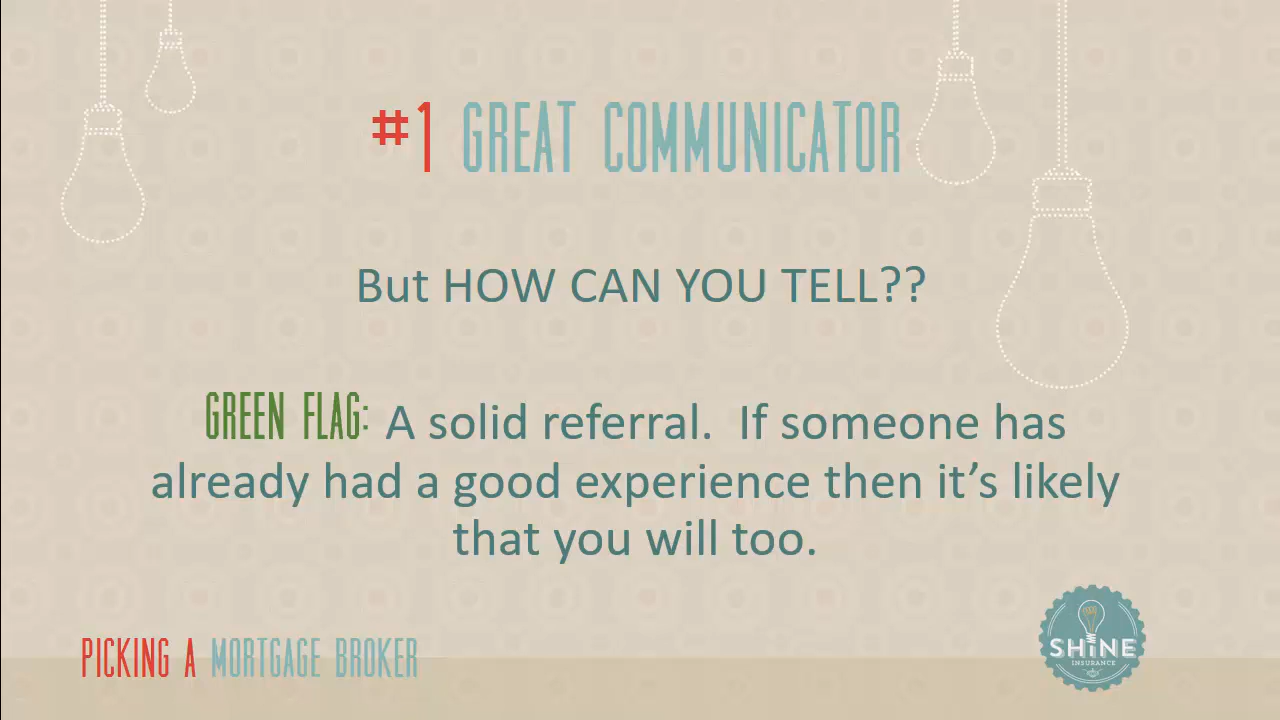 #1 GREAT COMMUNICATOR
But HOW CAN YOU TELL??
GREEN FLAG: A solid referral.  If someone has
already had a good experience then it’s likely
that you will too.
PICKING A MORTGAGE BROKER
SHINE
INSURANCE